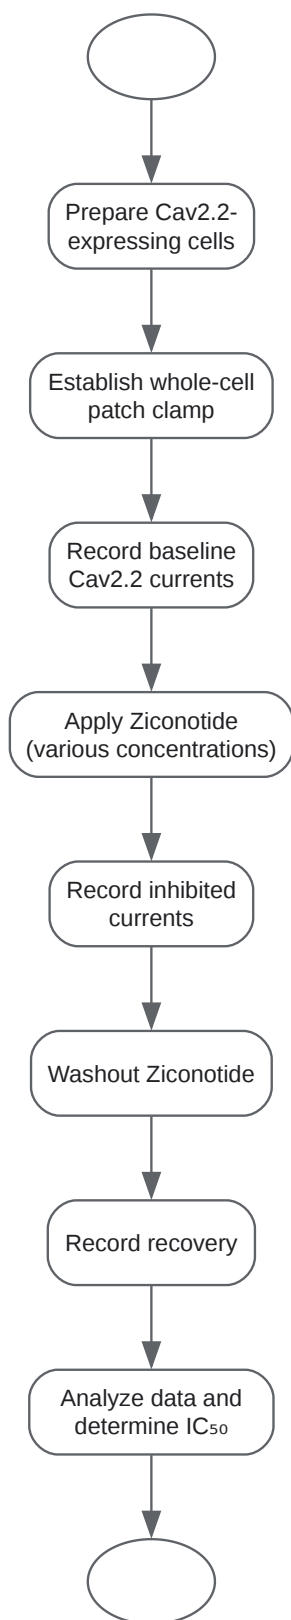 Prepare Cav2.2-
expressing cells
Establish whole-cell
patch clamp
Record baseline
Cav2.2 currents
Apply Ziconotide
(various concentrations)
Record inhibited
currents
Washout Ziconotide
Record recovery
Analyze data and
determine IC₅₀